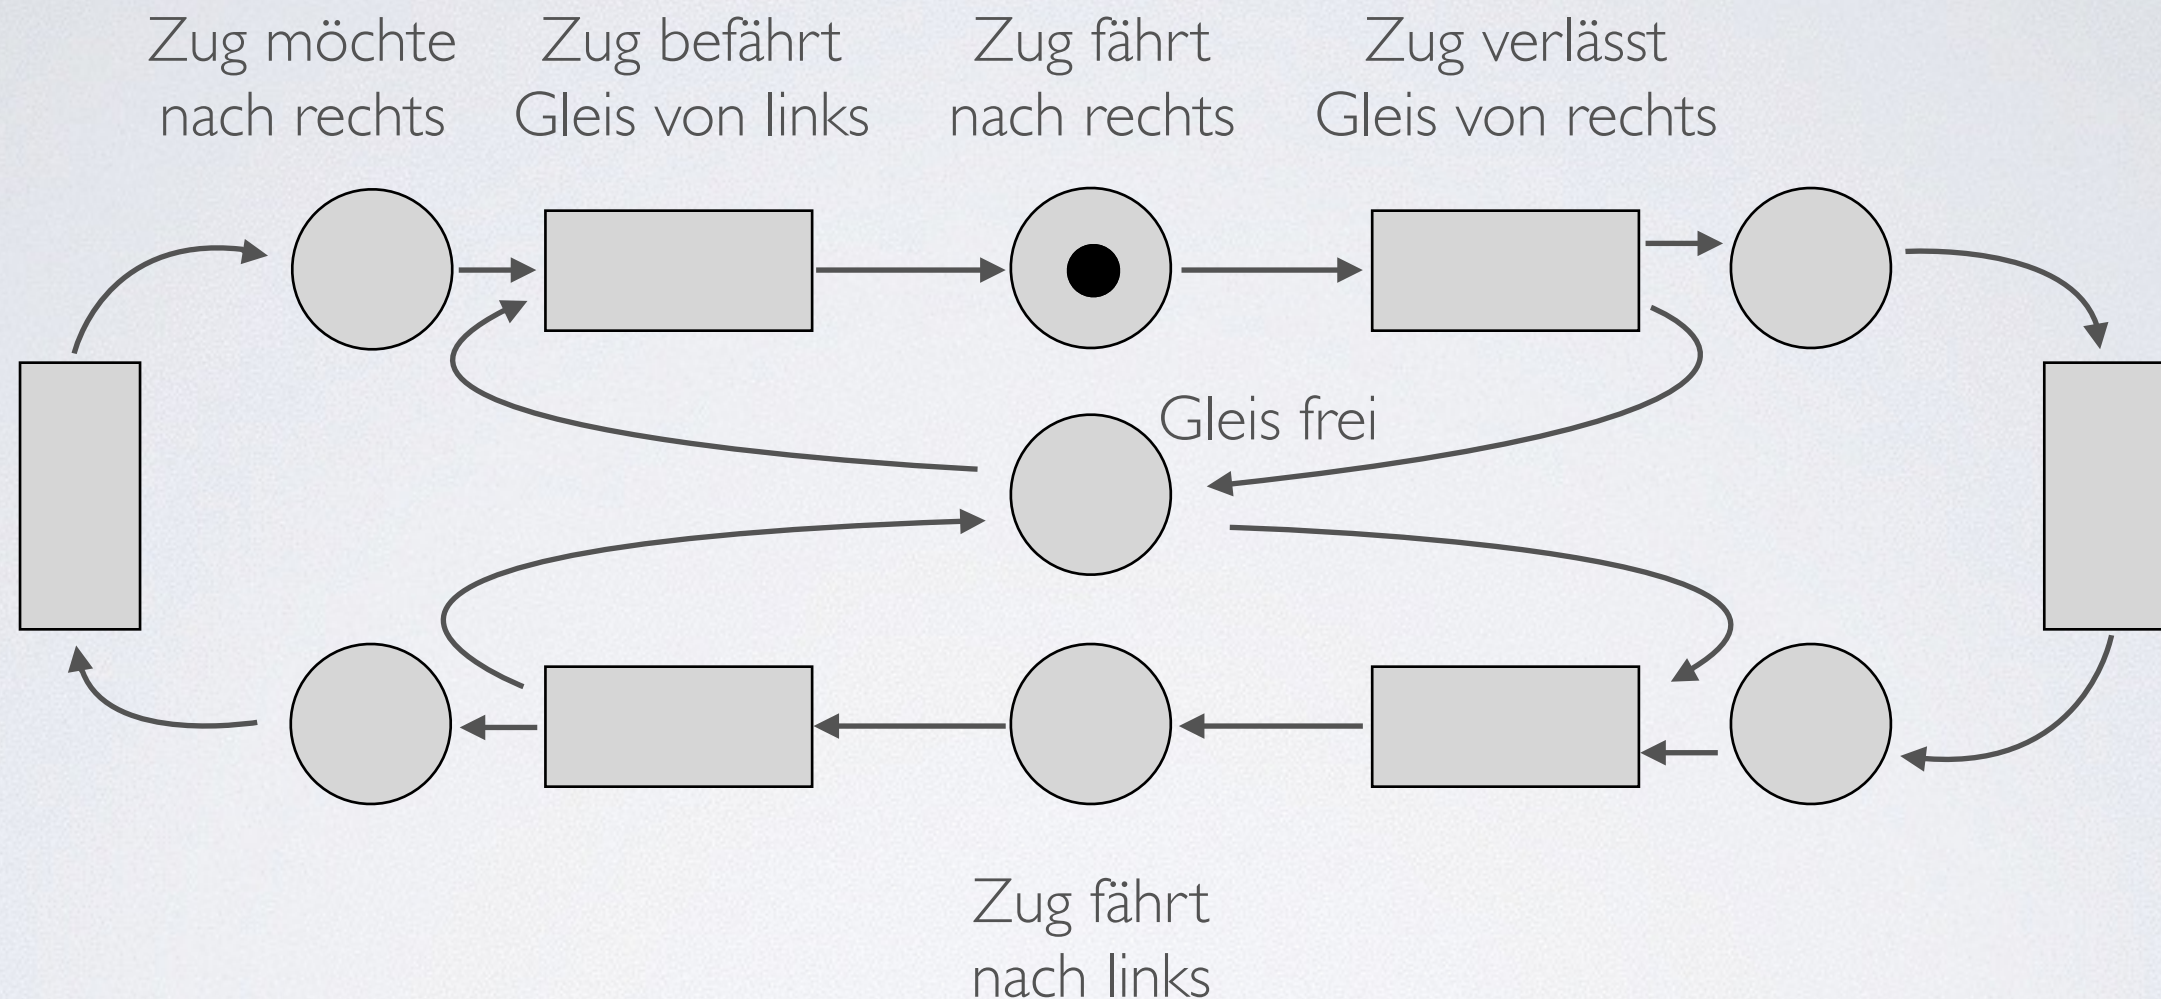 Zug möchte
nach rechts
Zug befährt
Gleis von links
Zug fährt
nach rechts
Zug verlässt
Gleis von rechts
Gleis frei
Zug fährt
nach links